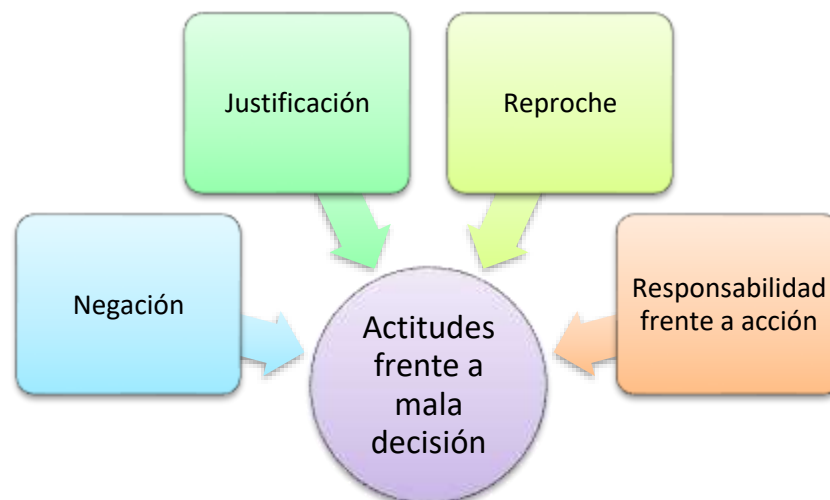 Justificación
Reproche
Negación
Responsabilidad
frente a acción
Actitudes
frente a
mala
decisión